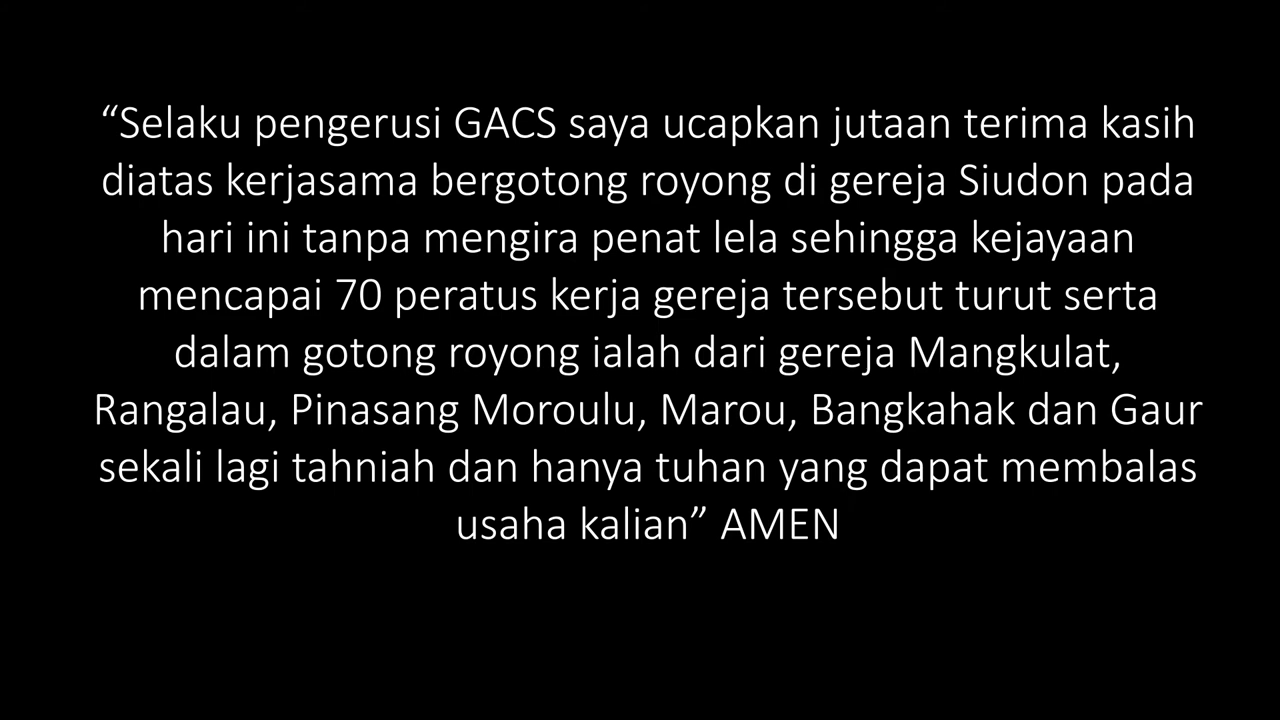 “Selaku pengerusi GACS saya ucapkan jutaan terima kasih
diatas kerjasama bergotong royong di gereja Siudon pada
hari ini tanpa mengira penat lela sehingga kejayaan
mencapai 70 peratus kerja gereja tersebut turut serta
dalam gotong royong ialah dari gereja Mangkulat,
Rangalau, Pinasang Moroulu, Marou, Bangkahak dan Gaur
sekali lagi tahniah dan hanya tuhan yang dapat membalas
usaha kalian” AMEN